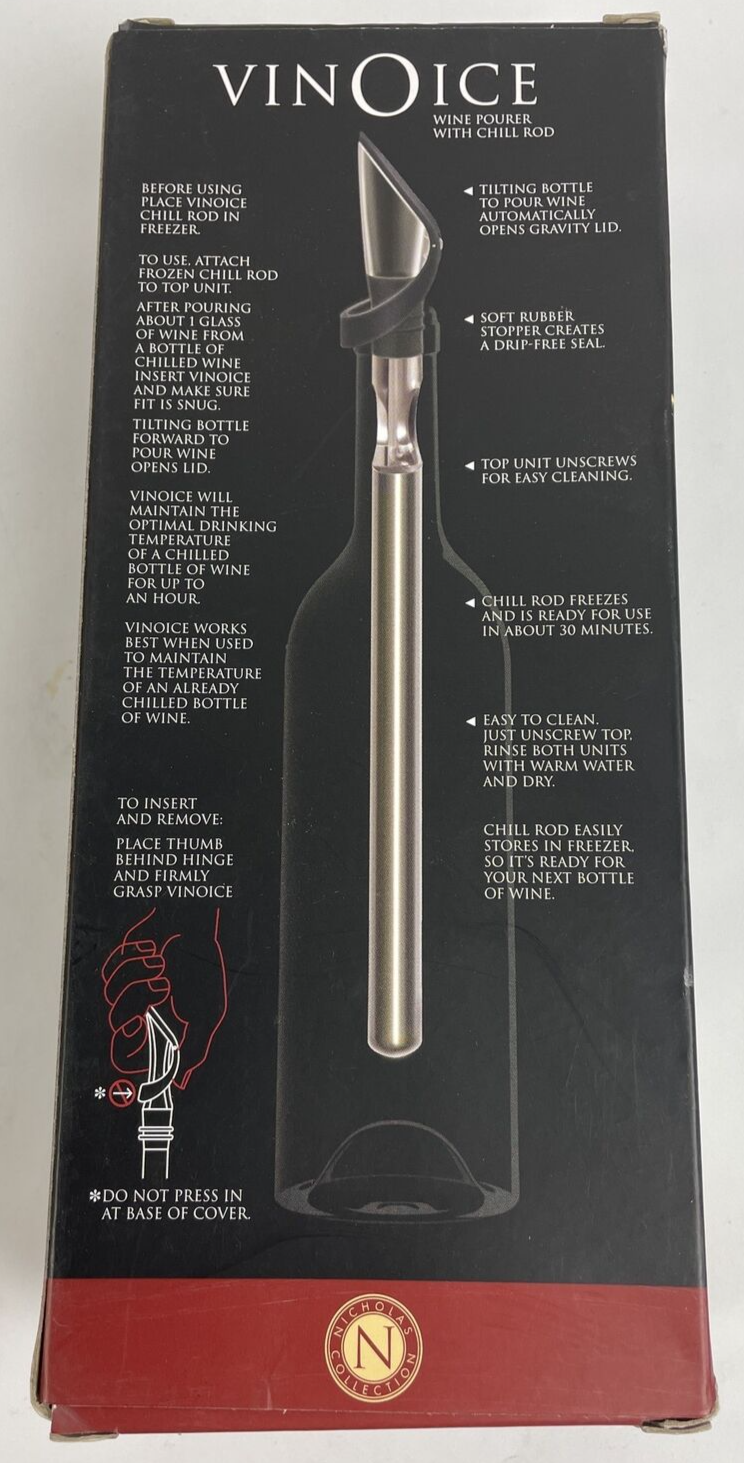 VINOICE
WINE POURER
WITH CHILL ROD
BEFORE USING
PLACE VINOICE
CHILL ROD IN
FREEZER.
TO USE, ATTACH
FROZEN CHILL ROD
TO TOP UNIT.
AFTER POURING
ABOUT 1 GLASS
OF WINE FROM
A BOTTLE OF
CHILLED WINE
INSERT VINOICE
AND MAKE SURE
FIT IS SNUG.
TILTING BOTTLE
FORWARD TO
POUR WINE
OPENS LID.
VINOICE WILL
MAINTAIN THE
OPTIMAL DRINKING
TEMPERATURE
OF A CHILLED
BOTTLE OF WINE
FOR UP TO
AN HOUR.
VINOICE WORKS
BEST WHEN USED
TO MAINTAIN
THE TEMPERATURE
OF AN ALREADY
CHILLED BOTTLE
OF WINE.
TO INSERT
AND REMOVE:
PLACE THUMB
BEHIND HINGE
AND FIRMLY
GRASP VINOICE
*
*DO NOT PRESS IN
AT BASE OF COVER.
◄ TILTING BOTTLE
TO POUR WINE
AUTOMATICALLY
OPENS GRAVITY LID.
◄ SOFT RUBBER
STOPPER CREATES
A DRIP-FREE SEAL.
◄ TOP UNIT UNSCREWS
FOR EASY CLEANING.
◄ CHILL ROD FREEZES
AND IS READY FOR USE
IN ABOUT 30 MINUTES.
◄ EASY TO CLEAN.
JUST UNSCREW TOP,
RINSE BOTH UNITS
WITH WARM WATER
AND DRY.
CHILL ROD EASILY
STORES IN FREEZER,
SO IT'S READY FOR
YOUR NEXT BOTTLE
OF WINE.
NICHOLAS
N
COLLECTION